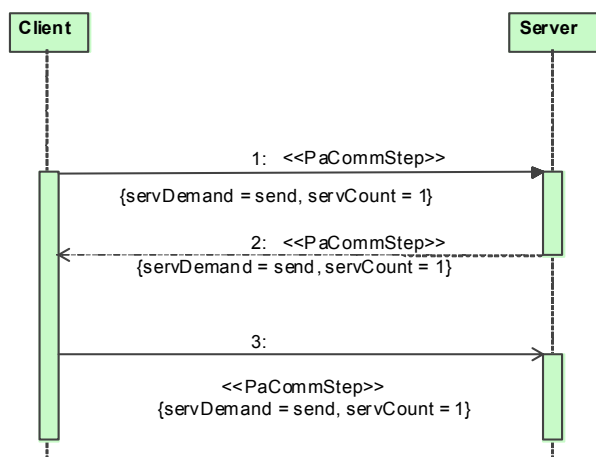 Client
Server
1: <<PaCommStep>>
{servDemand = send, servCount = 1}
2: <<PaCommStep>>
{servDemand = send, servCount = 1}
3:
<<PaCommStep>>
{servDemand = send, servCount = 1}